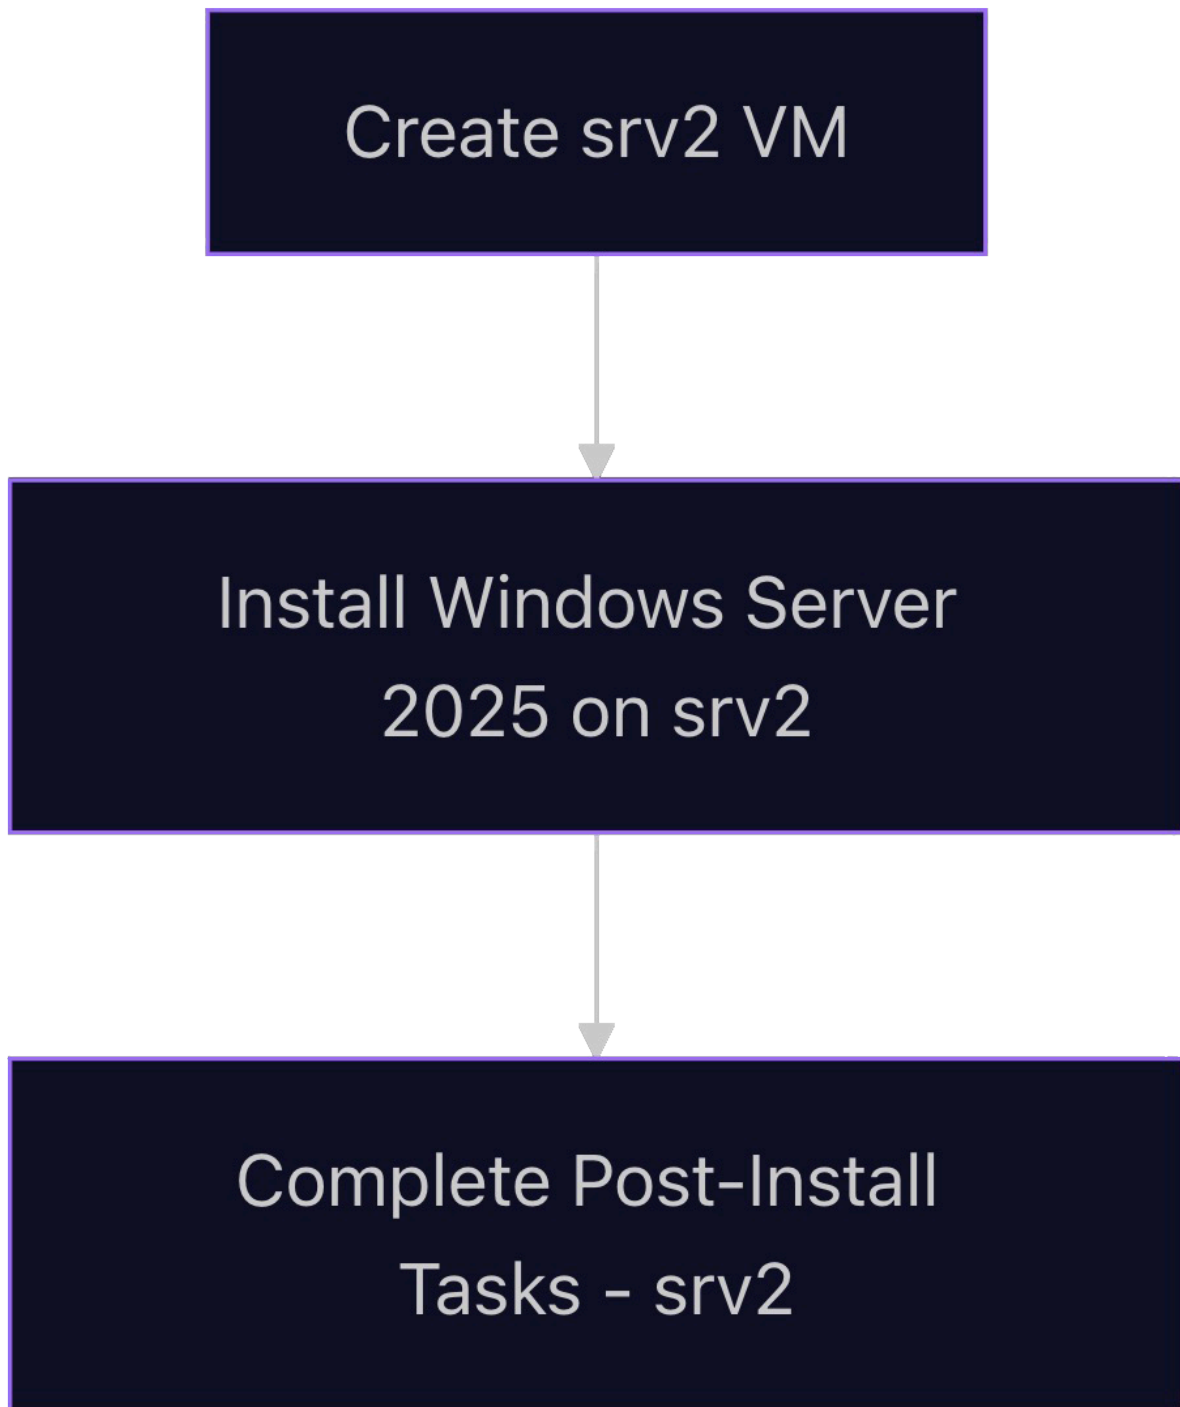 Create srv2 VM
Install Windows Server
2025 on srv2
Complete Post-Install
Tasks - srv2